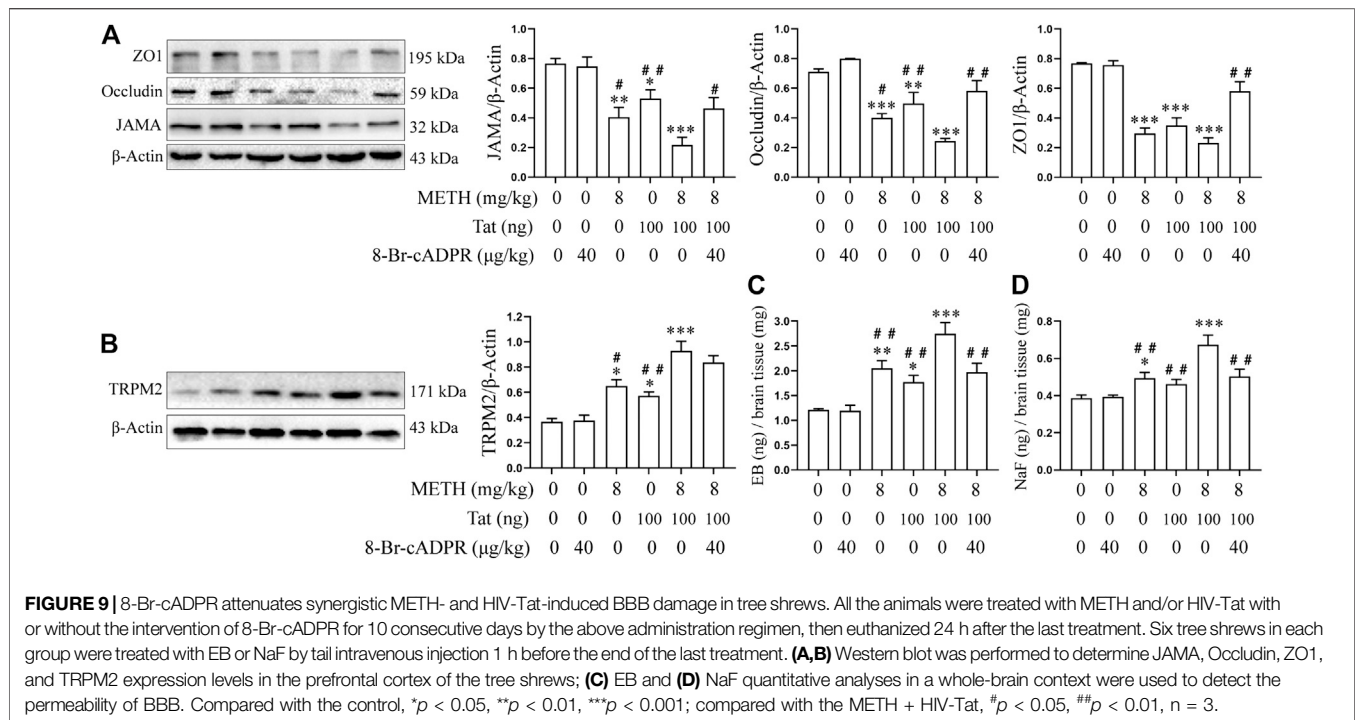 A
ZO1
195 kDa
Occludin
59 kDa
JAMA
32 kDa
β-Actin
43 kDa
JAMA/β-Actin
0.8
0.6
0.4
0.2
0.0
#
**
# #
*
***
#
Occludin/β-Actin
0.8
0.6
0.4
0.2
0.0
#
***
# #
**
***
# #
ZO1/β-Actin
0.8
0.6
0.4
0.2
0.0
***
***
***
# #
METH (mg/kg) 0 0 8 0 8 8 0 0 8 0 8 8 0 0 8 0 8 8
Tat (ng) 0 0 0 100 100 100 0 0 0 100 100 100 0 0 0 100 100 100
8-Br-cADPR (μg/kg) 0 40 0 0 0 40 0 40 0 0 0 40 0 40 0 0 0 40
B
TRPM2
171 kDa
β-Actin
43 kDa
TRPM2/β-Actin
1.2
1.0
0.8
0.6
0.4
0.2
0.0
#
*
# #
*
***
C
EB (ng) / brain tissue (mg)
3.0
2.5
2.0
1.5
1.0
0.5
0.0
# #
**
# #
*
***
# #
D
NaF (ng) / brain tissue (mg)
0.8
0.6
0.4
0.2
0.0
# #
*
# #
***
# #
METH (mg/kg) 0 0 8 0 8 8 0 0 8 0 8 8 0 0 8 0 8 8
Tat (ng) 0 0 0 100 100 100 0 0 0 100 100 100 0 0 0 100 100 100
8-Br-cADPR (μg/kg) 0 40 0 0 0 40 0 40 0 0 0 40 0 40 0 0 0 40
FIGURE 9 | 8-Br-cADPR attenuates synergistic METH- and HIV-Tat-induced BBB damage in tree shrews. All the animals were treated with METH and/or HIV-Tat with
or without the intervention of 8-Br-cADPR for 10 consecutive days by the above administration regimen, then euthanized 24 h after the last treatment. Six tree shrews in each
group were treated with EB or NaF by tail intravenous injection 1 h before the end of the last treatment. (A,B) Western blot was performed to determine JAMA, Occludin, ZO1,
and TRPM2 expression levels in the prefrontal cortex of the tree shrews; (C) EB and (D) NaF quantitative analyses in a whole-brain context were used to detect the
permeability of BBB. Compared with the control, *p < 0.05, **p < 0.01, ***p < 0.001; compared with the METH + HIV-Tat, #p < 0.05, ##p < 0.01, n = 3.